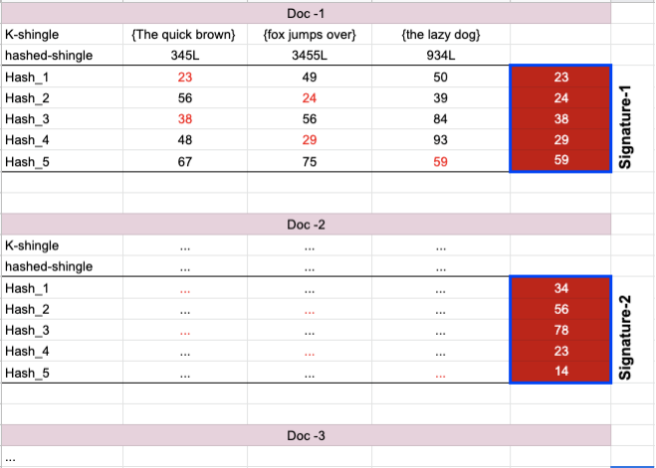 Doc -1
K-shingle {The quick brown} {fox jumps over} {the lazy dog}
hashed-shingle 345L 3455L 934L
Hash_1 23 49 50 23
Hash_2 56 24 39 24
Hash_3 38 56 84 38
Hash_4 48 29 93 29
Hash_5 67 75 59 59
Signature-1
Doc -2
K-shingle ... ... ...
hashed-shingle ... ... ...
Hash_1 ... ... ... 34
Hash_2 ... ... ... 56
Hash_3 ... ... ... 78
Hash_4 ... ... ... 23
Hash_5 ... ... ... 14
Signature-2
Doc -3
...